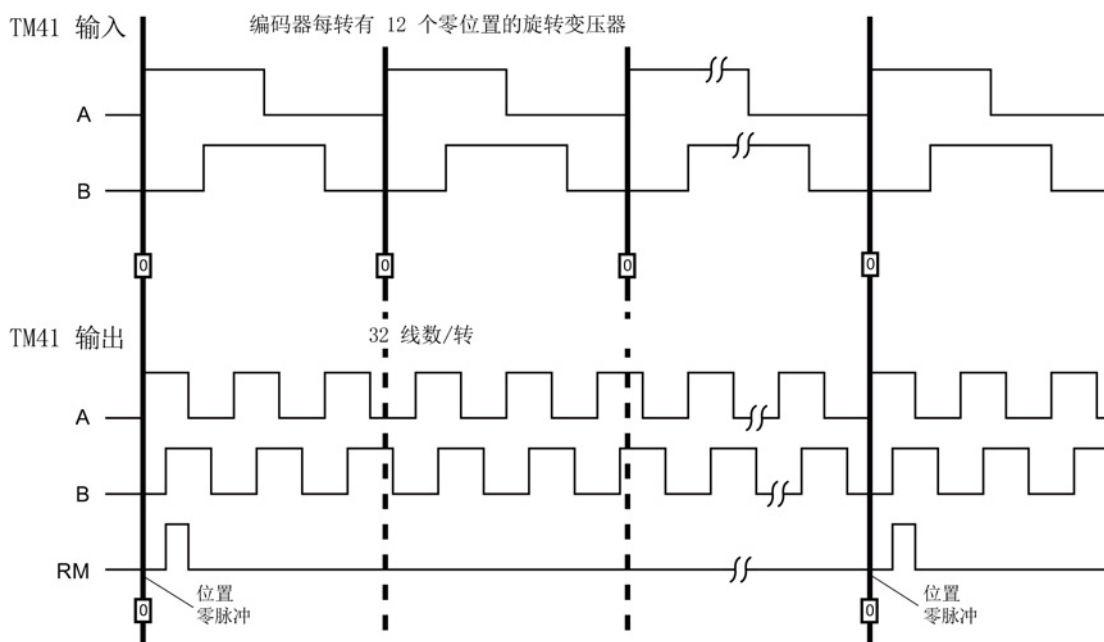 TM41 输入
编码器每转有 12 个零位置的旋转变压器
A
B
0 0 0 0
TM41 输出
32 线数/转
A
B
RM
位置
零脉冲
位置
零脉冲
0 0